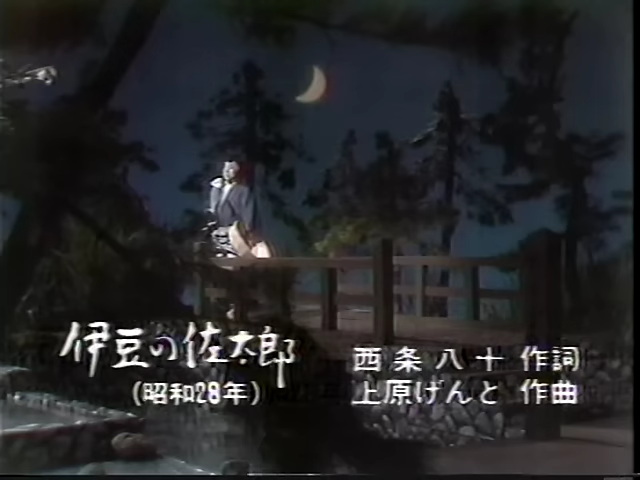 伊豆の佐太郎
(昭和28年)
西条八十 作詞
上原げんと 作曲